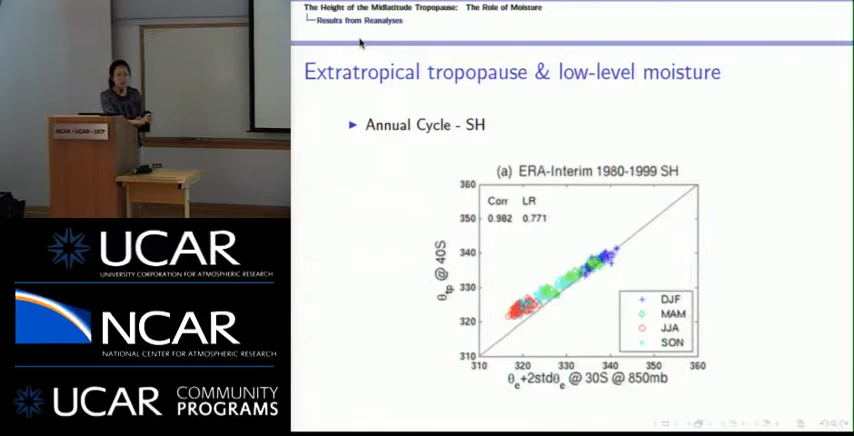 The Height of the Midlatitude Tropopause: The Role of Moisture
Results from Reanalyses
Extratropical tropopause & low-level moisture
Annual Cycle - SH
(a) ERA-Interim 1980-1999 SH
360
350
340
330
320
310
Corr LR
0.982 0.771
θtp @ 40S
DJF
MAM
JJA
SON
310 320 330 340 350 360
θe+2stdθe @ 30S @ 850mb
NCAR - UCAR - UCP
UCAR
UNIVERSITY CORPORATION FOR ATMOSPHERIC RESEARCH
NCAR
NATIONAL CENTER FOR ATMOSPHERIC RESEARCH
UCAR COMMUNITY
PROGRAMS